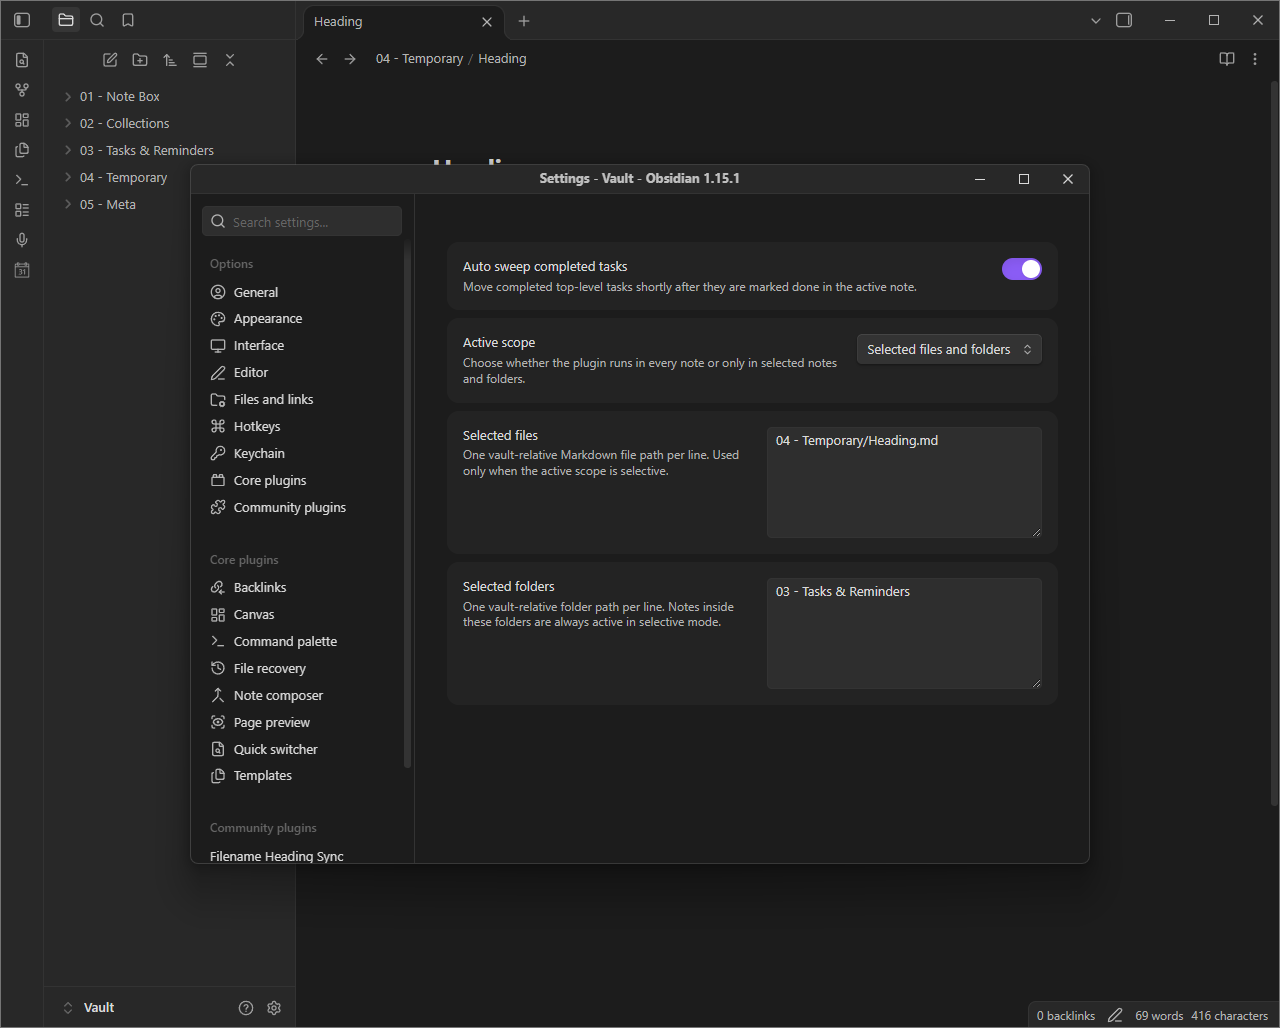 Heading
04 - Temporary / Heading
01 - Note Box
02 - Collections
03 - Tasks & Reminders
04 - Temporary
05 - Meta
31
Settings - Vault - Obsidian 1.15.1
Search settings...
Options
General
Appearance
Interface
Editor
Files and links
Hotkeys
Keychain
Core plugins
Community plugins
Core plugins
Backlinks
Canvas
Command palette
File recovery
Note composer
Page preview
Quick switcher
Templates
Community plugins
Filename Heading Sync
Auto sweep completed tasks
Move completed top-level tasks shortly after they are marked done in the active note.
Active scope
Choose whether the plugin runs in every note or only in selected notes
and folders.
Selected files and folders
Selected files
One vault-relative Markdown file path per line. Used
only when the active scope is selective.
04 - Temporary/Heading.md
Selected folders
One vault-relative folder path per line. Notes inside
these folders are always active in selective mode.
03 - Tasks & Reminders
Vault
0 backlinks
69 words
416 characters